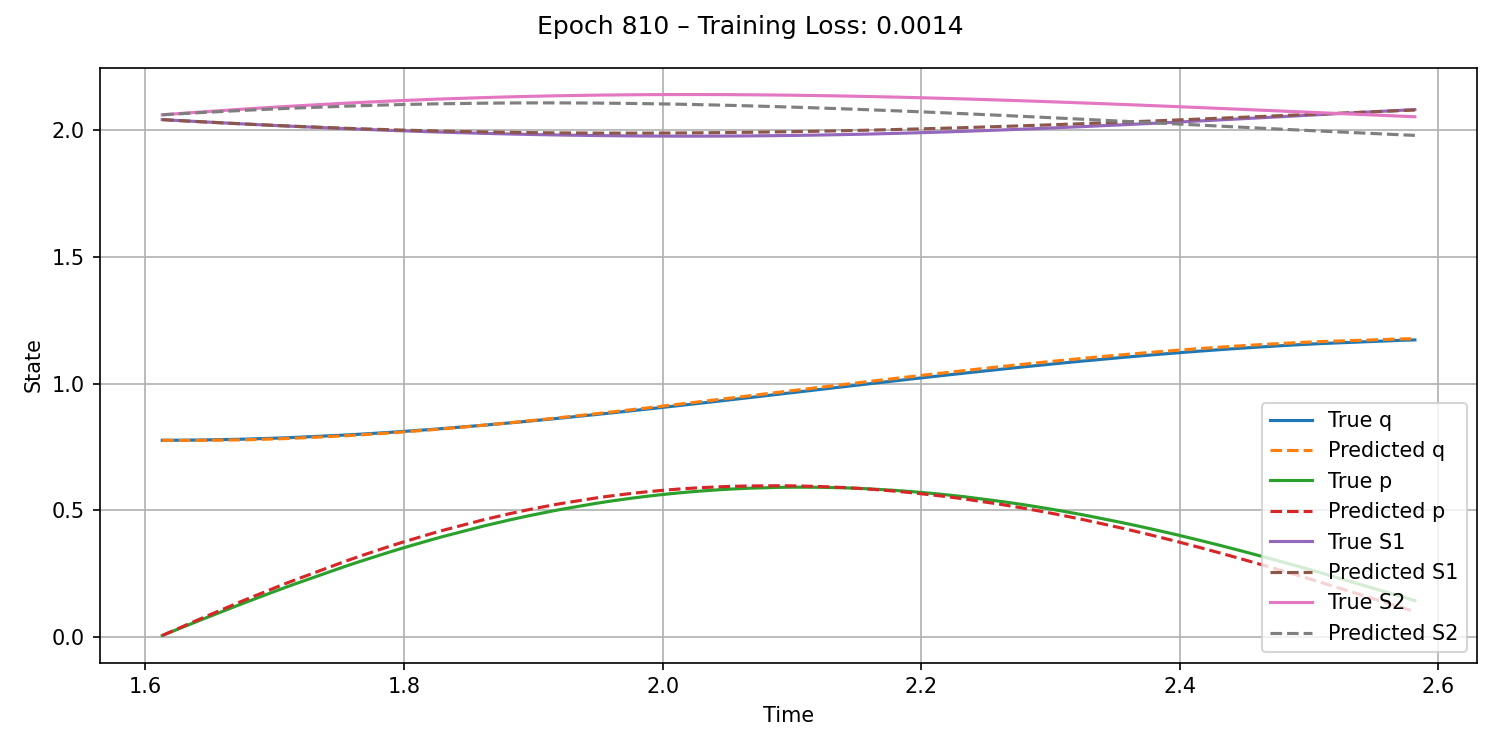 Epoch 810 – Training Loss: 0.0014
State
2.0
1.5
1.0
0.5
0.0
True q
Predicted q
True p
Predicted p
True S1
Predicted S1
True S2
Predicted S2
1.6 1.8 2.0 2.2 2.4 2.6
Time